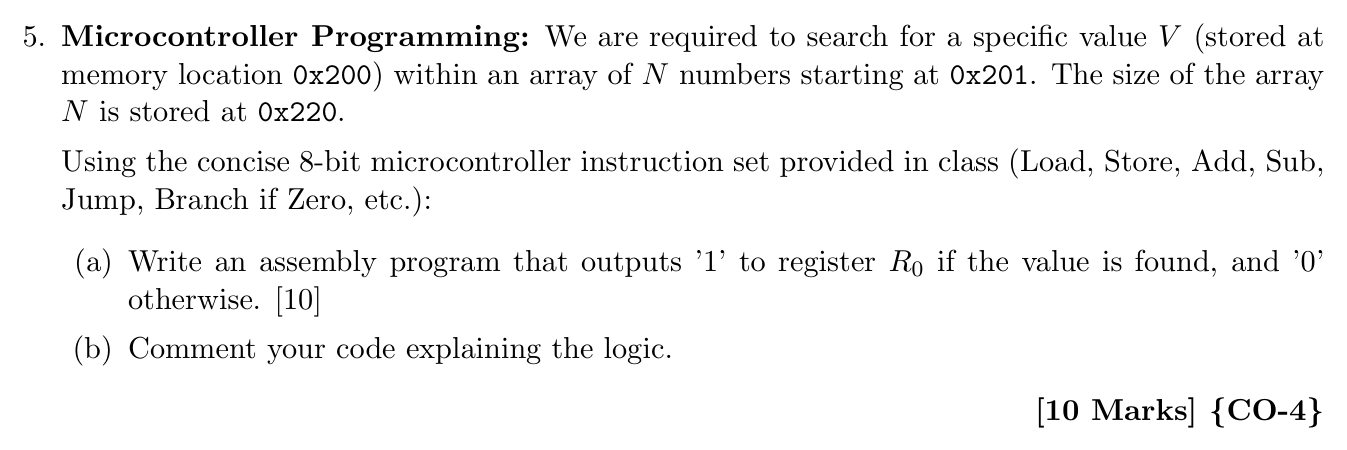 5. Microcontroller Programming: We are required to search for a specific value V (stored at
memory location 0x200) within an array of N numbers starting at 0x201. The size of the array
N is stored at 0x220.
Using the concise 8-bit microcontroller instruction set provided in class (Load, Store, Add, Sub,
Jump, Branch if Zero, etc.):
(a) Write an assembly program that outputs '1' to register R₀ if the value is found, and '0'
otherwise. [10]
(b) Comment your code explaining the logic.
[10 Marks] {CO-4}